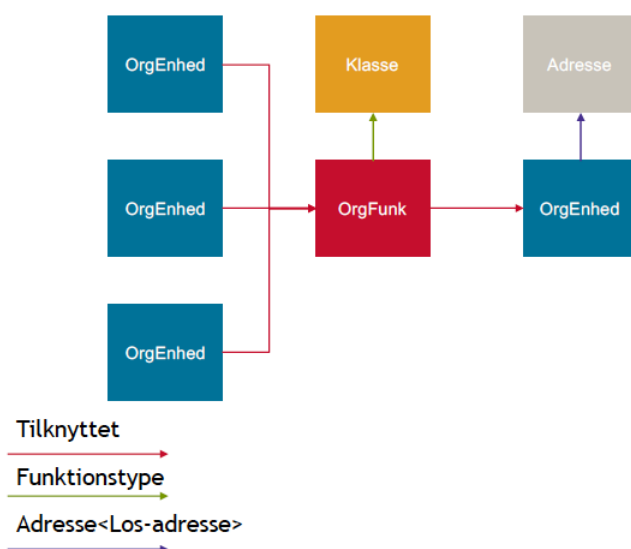 OrgEnhed
Klasse
Adresse
OrgEnhed
OrgFunk
OrgEnhed
OrgEnhed
Tilknyttet
Funktionstype
Adresse<Los-adresse>